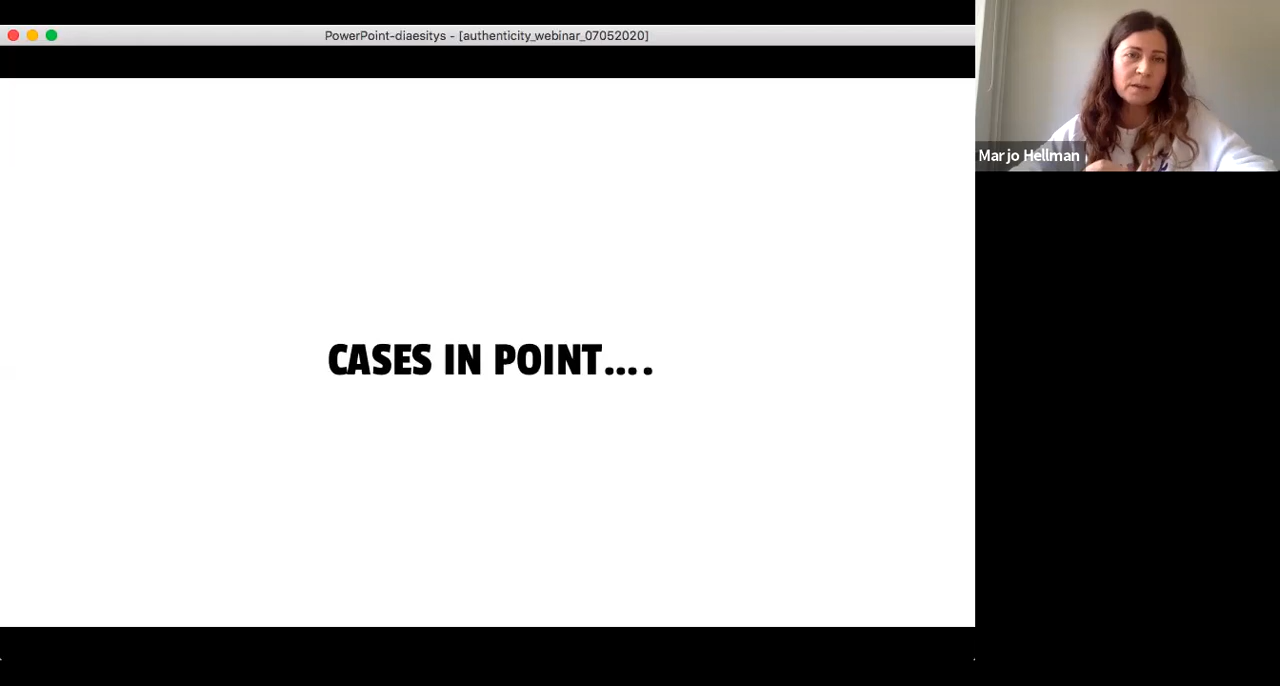 PowerPoint-diaesitys - [authenticity_webinar_07052020]
Marjo Hellman
CASES IN POINT....